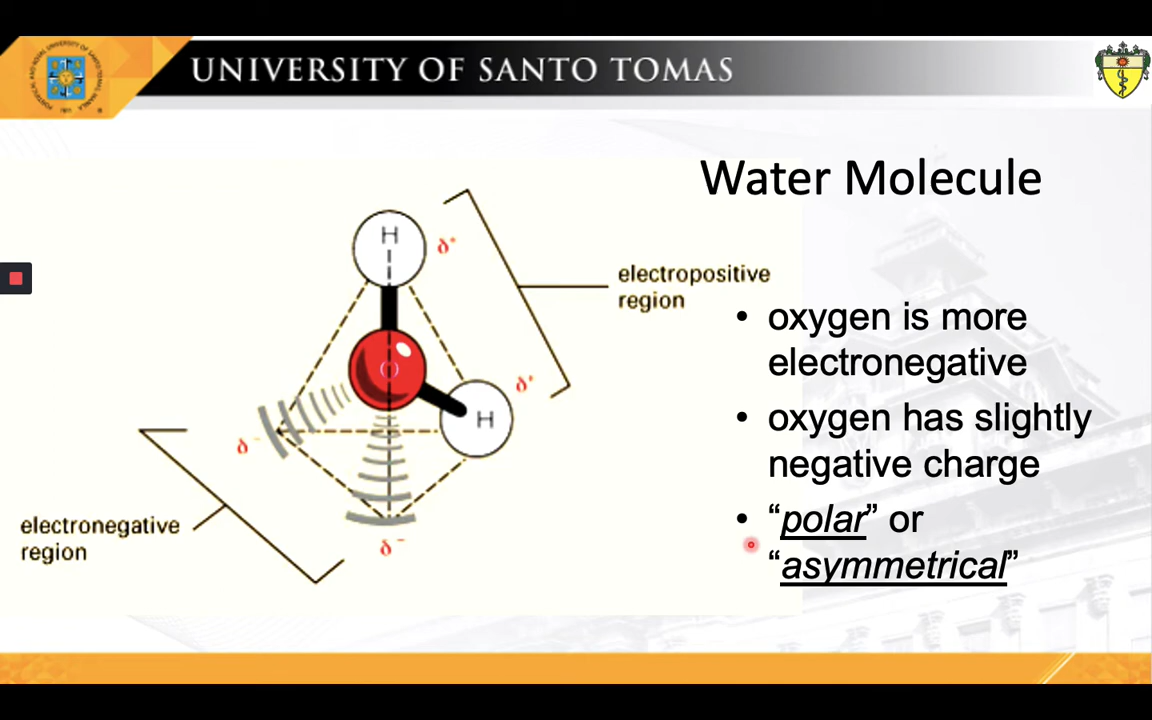 UNIVERSITY OF SANTO TOMAS
Water Molecule
H
δ⁺
electropositive
region
H
δ⁺
δ⁻
δ⁻
electronegative
region
• oxygen is more
electronegative
• oxygen has slightly
negative charge
• “polar” or
“asymmetrical”